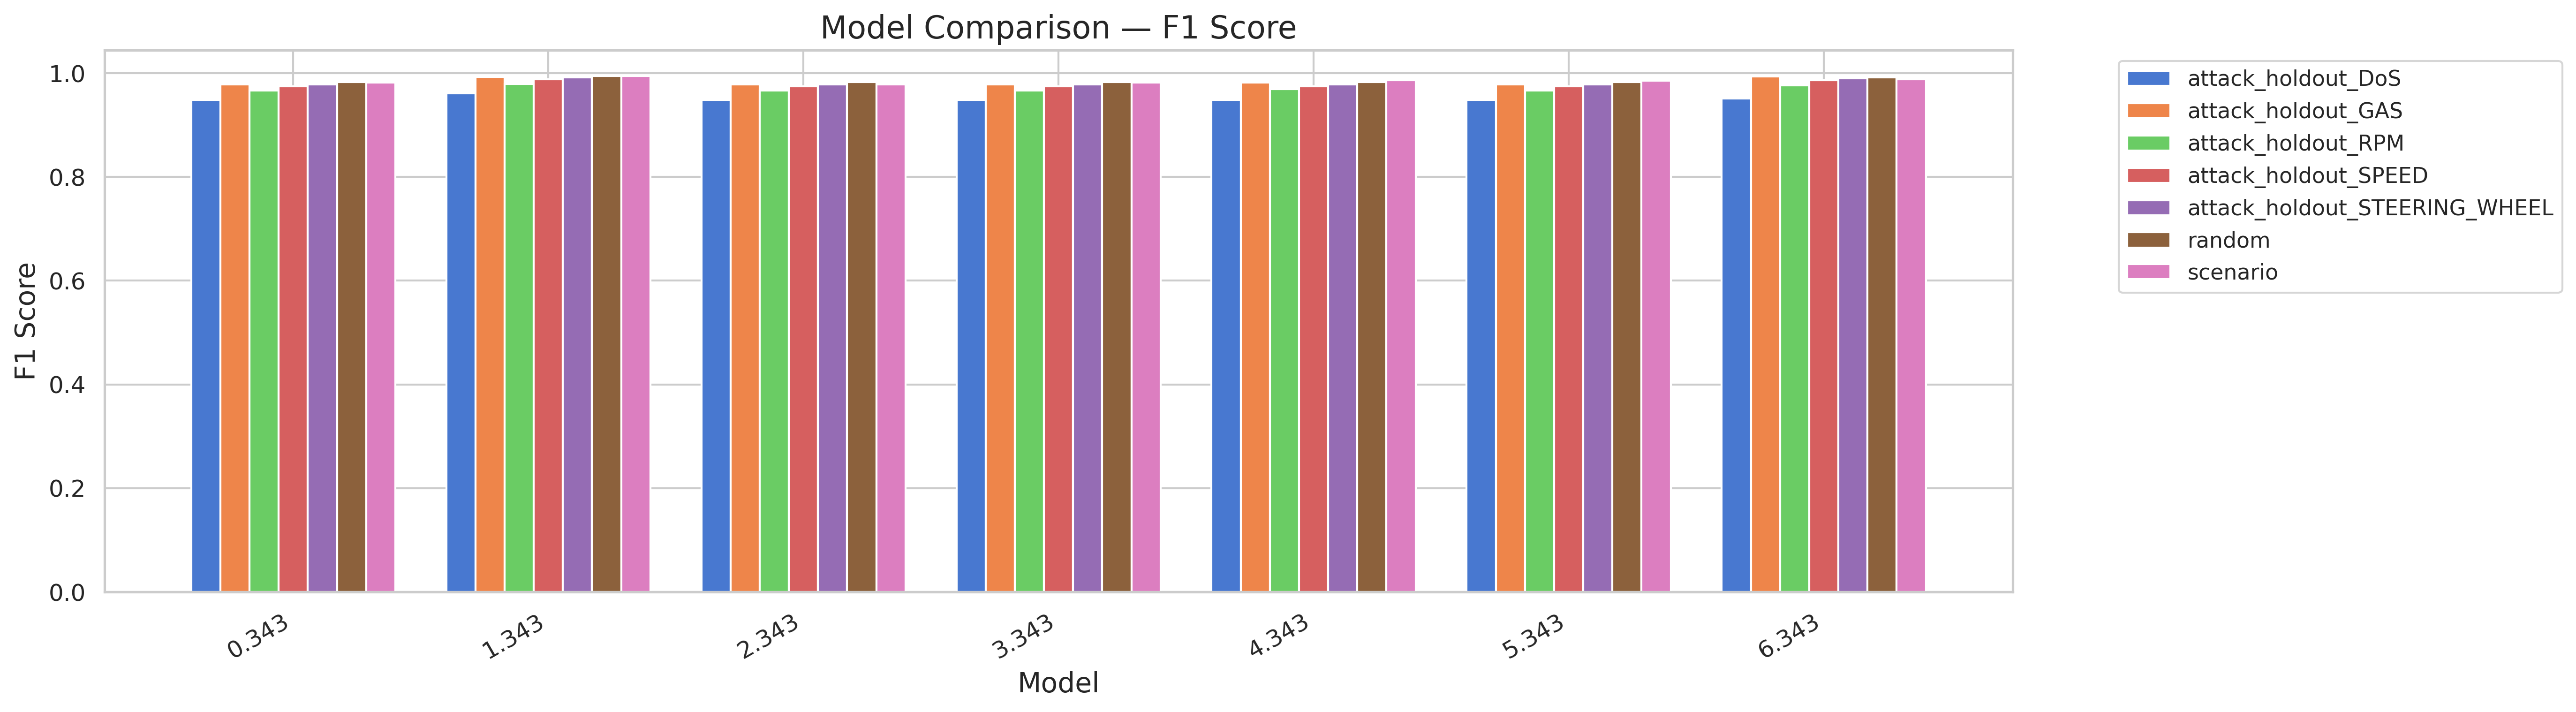 Model Comparison — F1 Score
F1 Score
1.0
0.8
0.6
0.4
0.2
0.0
0.343
1.343
2.343
3.343
4.343
5.343
6.343
Model
attack_holdout_DoS
attack_holdout_GAS
attack_holdout_RPM
attack_holdout_SPEED
attack_holdout_STEERING_WHEEL
random
scenario